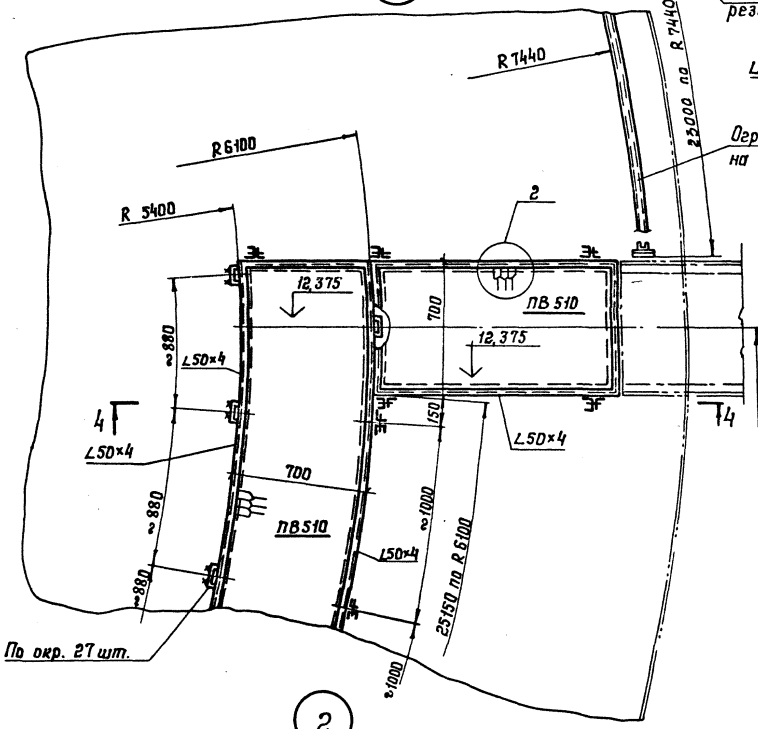 R 7440
23000 по R 7440
рез
Огр
на
R 6100
R 5400
2
12,375
ПВ 510
700
12,375
≈880
L50×4
4
4
150
L50×4
L50×4
700
≈880
≈1000
ПВ510
L50×4
25150 по R 6100
≈880
По окр. 27 шт.
≈1000
2